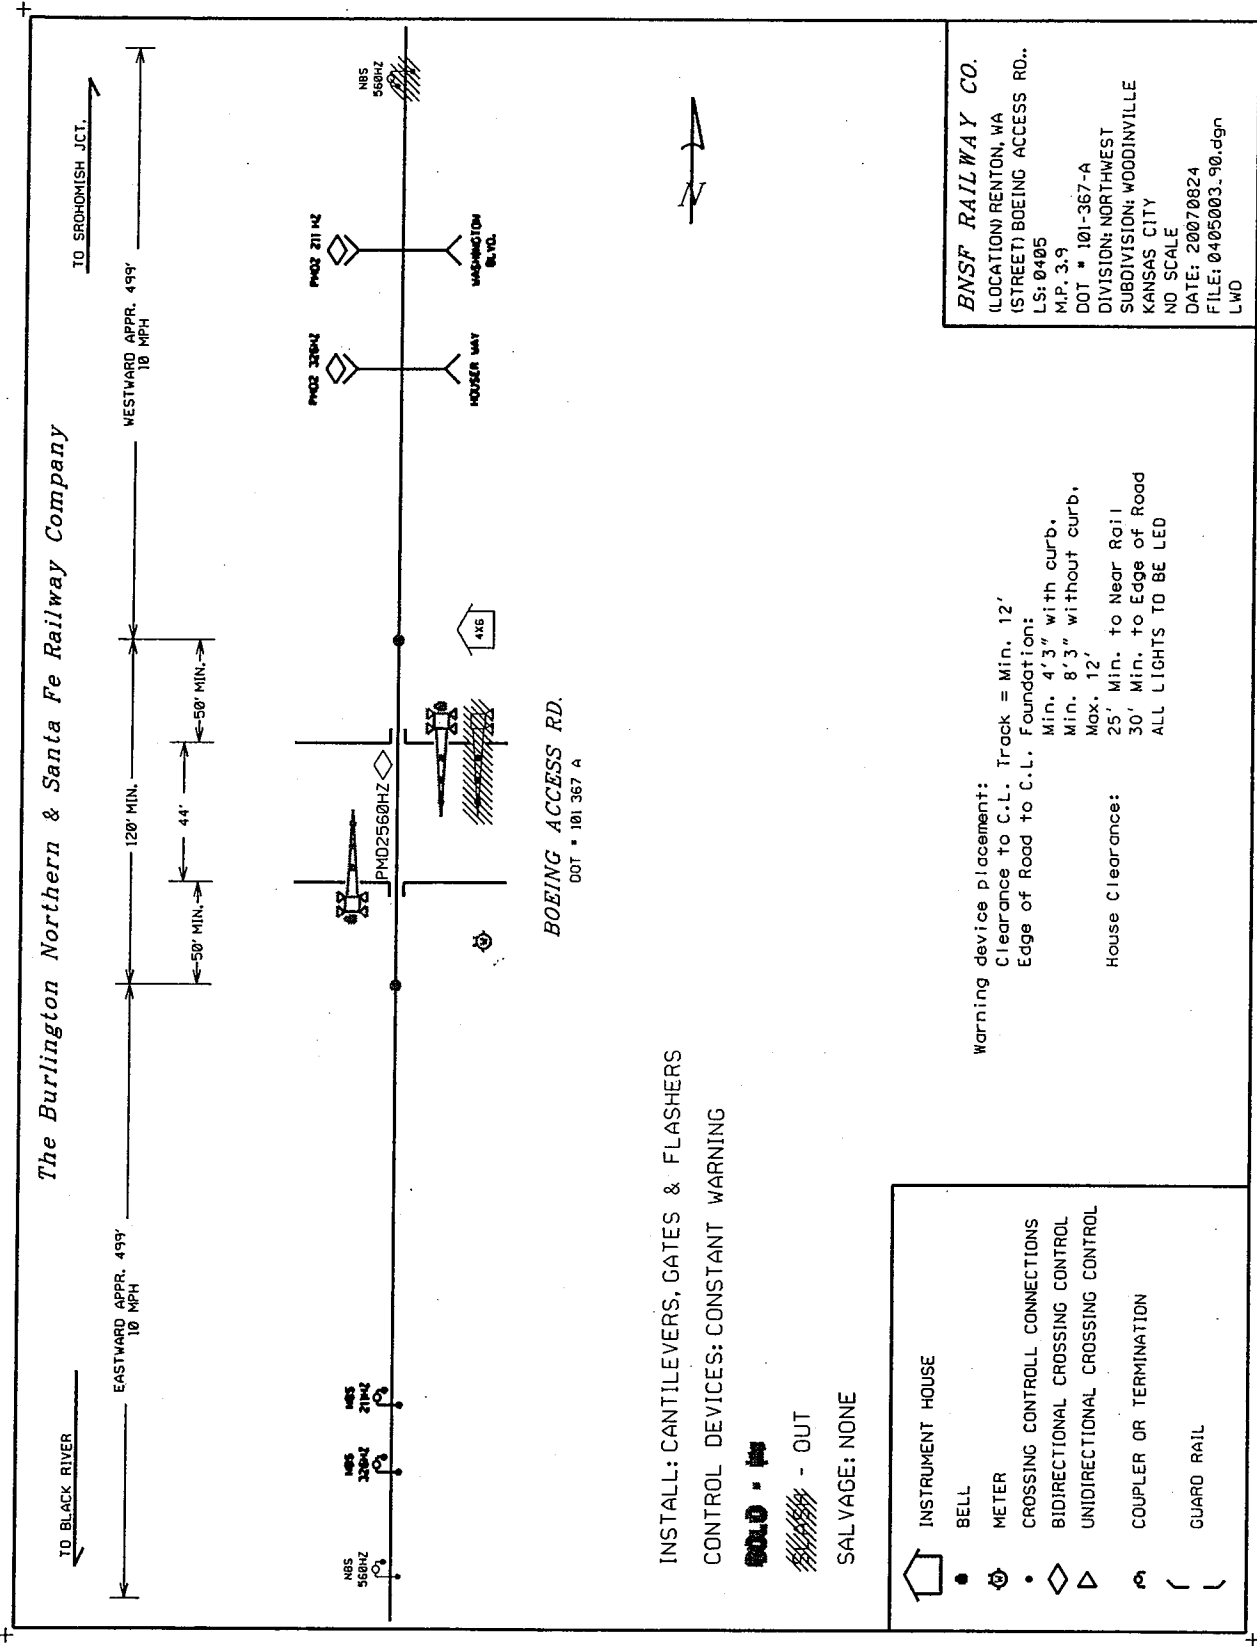 The Burlington Northern & Santa Fe Railway Company
TO BLACK RIVER
TO SROHOMISH JCT.
EASTWARD APPR. 499'
10 MPH
120' MIN.
WESTWARD APPR. 499'
10 MPH
50' MIN.
44'
50' MIN.
NBS
560HZ
NBS
326HZ
NBS
211HZ
PMD2560HZ
PMD2 326HZ
PMD2 211 HZ
NBS
560HZ
4X6
HOUSER WAY
WASHINGTON
BLVD.
BOEING ACCESS RD.
DOT # 101 367 A
N
INSTALL: CANTILEVERS, GATES & FLASHERS
CONTROL DEVICES: CONSTANT WARNING
BOLD - IN
SLASH - OUT
SALVAGE: NONE
INSTRUMENT HOUSE
BELL
METER
CROSSING CONTROLL CONNECTIONS
BIDIRECTIONAL CROSSING CONTROL
UNIDIRECTIONAL CROSSING CONTROL
COUPLER OR TERMINATION
GUARD RAIL
Warning device placement:
Clearance to C.L. Track = Min. 12'
Edge of Road to C.L. Foundation:
Min. 4'3" with curb.
Min. 8'3" without curb.
Max. 12'
House Clearance: 25' Min. to Near Rail
30' Min. to Edge of Road
ALL LIGHTS TO BE LED
BNSF RAILWAY CO.
(LOCATION) RENTON, WA
(STREET) BOEING ACCESS RD..
LS: 0405
M.P. 3.9
DOT # 101-367-A
DIVISION: NORTHWEST
SUBDIVISION: WOODINVILLE
KANSAS CITY
NO SCALE
DATE: 20070824
FILE: 0405003.90.dgn
LWD